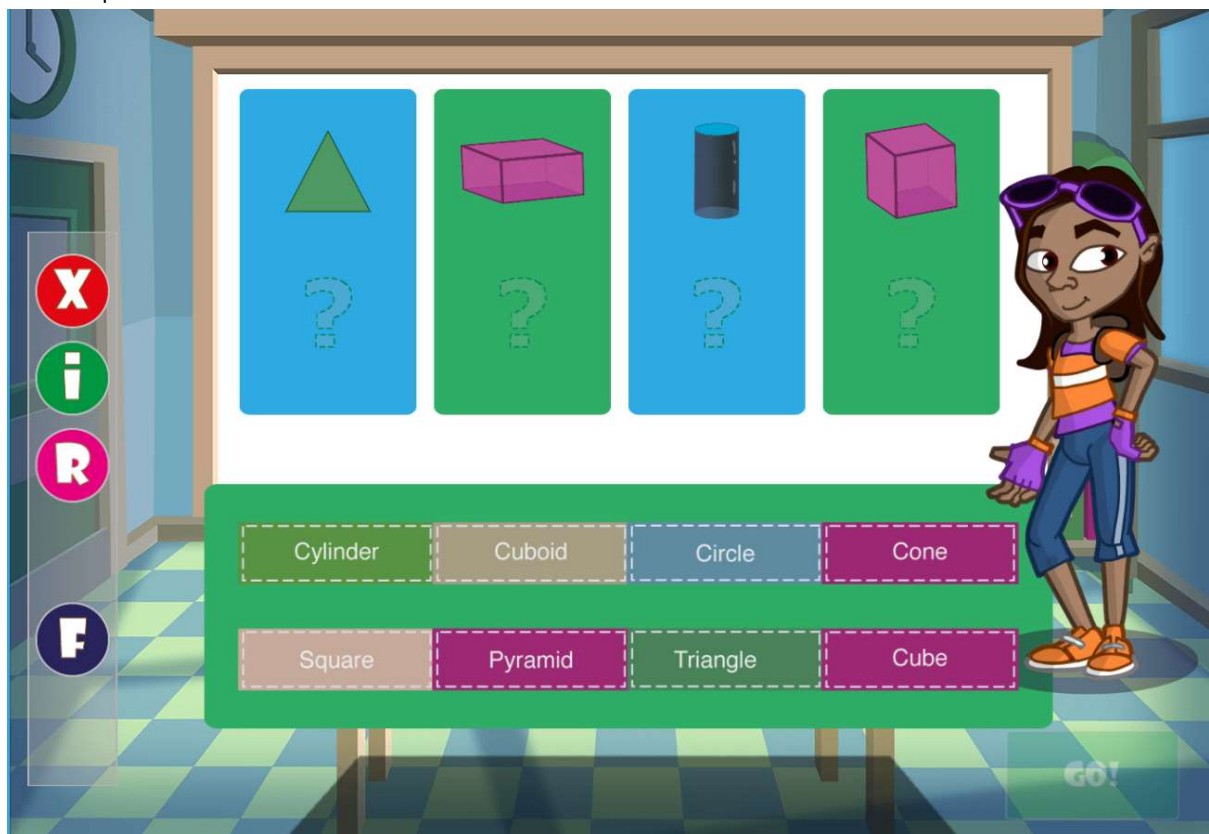 X
i
R
F
?
?
?
?
Cylinder Cuboid Circle Cone
Square Pyramid Triangle Cube
GO!